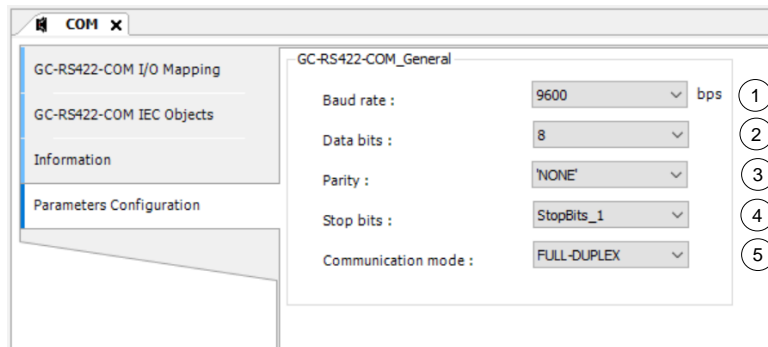 COM
GC-RS422-COM I/O Mapping
GC-RS422-COM IEC Objects
Information
Parameters Configuration
GC-RS422-COM_General
Baud rate : 9600 bps 1
Data bits : 8 2
Parity : 'NONE' 3
Stop bits : StopBits_1 4
Communication mode : FULL-DUPLEX 5